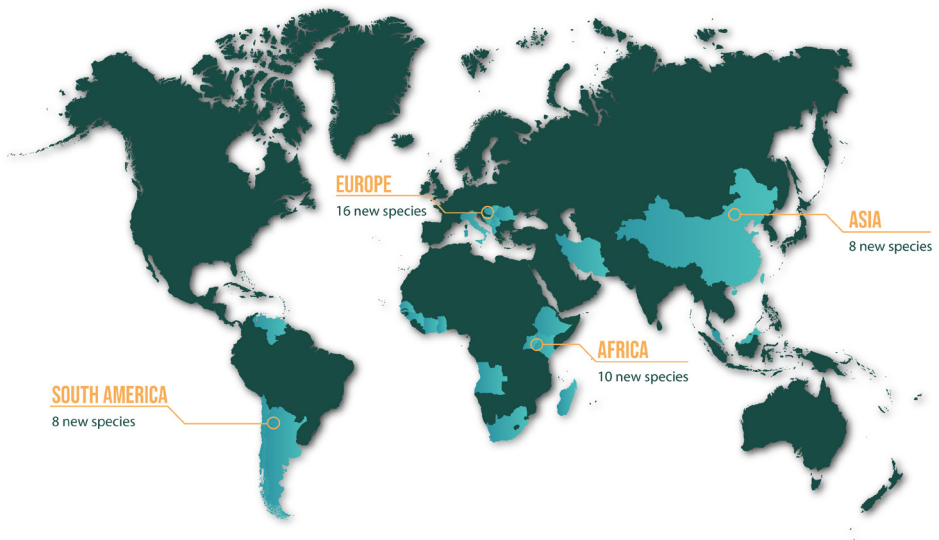 EUROPE
16 new species
ASIA
8 new species
AFRICA
10 new species
SOUTH AMERICA
8 new species